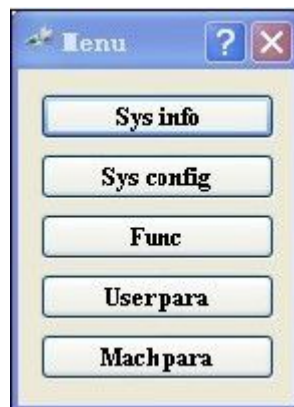 Menu
?
Sys info
Sys config
Func
Userpara
Machpara